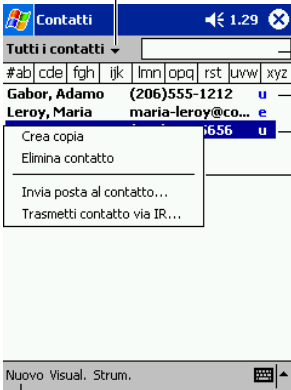 Contatti 1.29
Tutti i contatti
#ab cde fgh ijk lmn opq rst uvw xyz
Gabor, Adamo (206)555-1212 u
Leroy, Maria maria-leroy@co... e
5656 u
Crea copia
Elimina contatto
Invia posta al contatto...
Trasmetti contatto via IR...
Nuovo Visual. Strum.